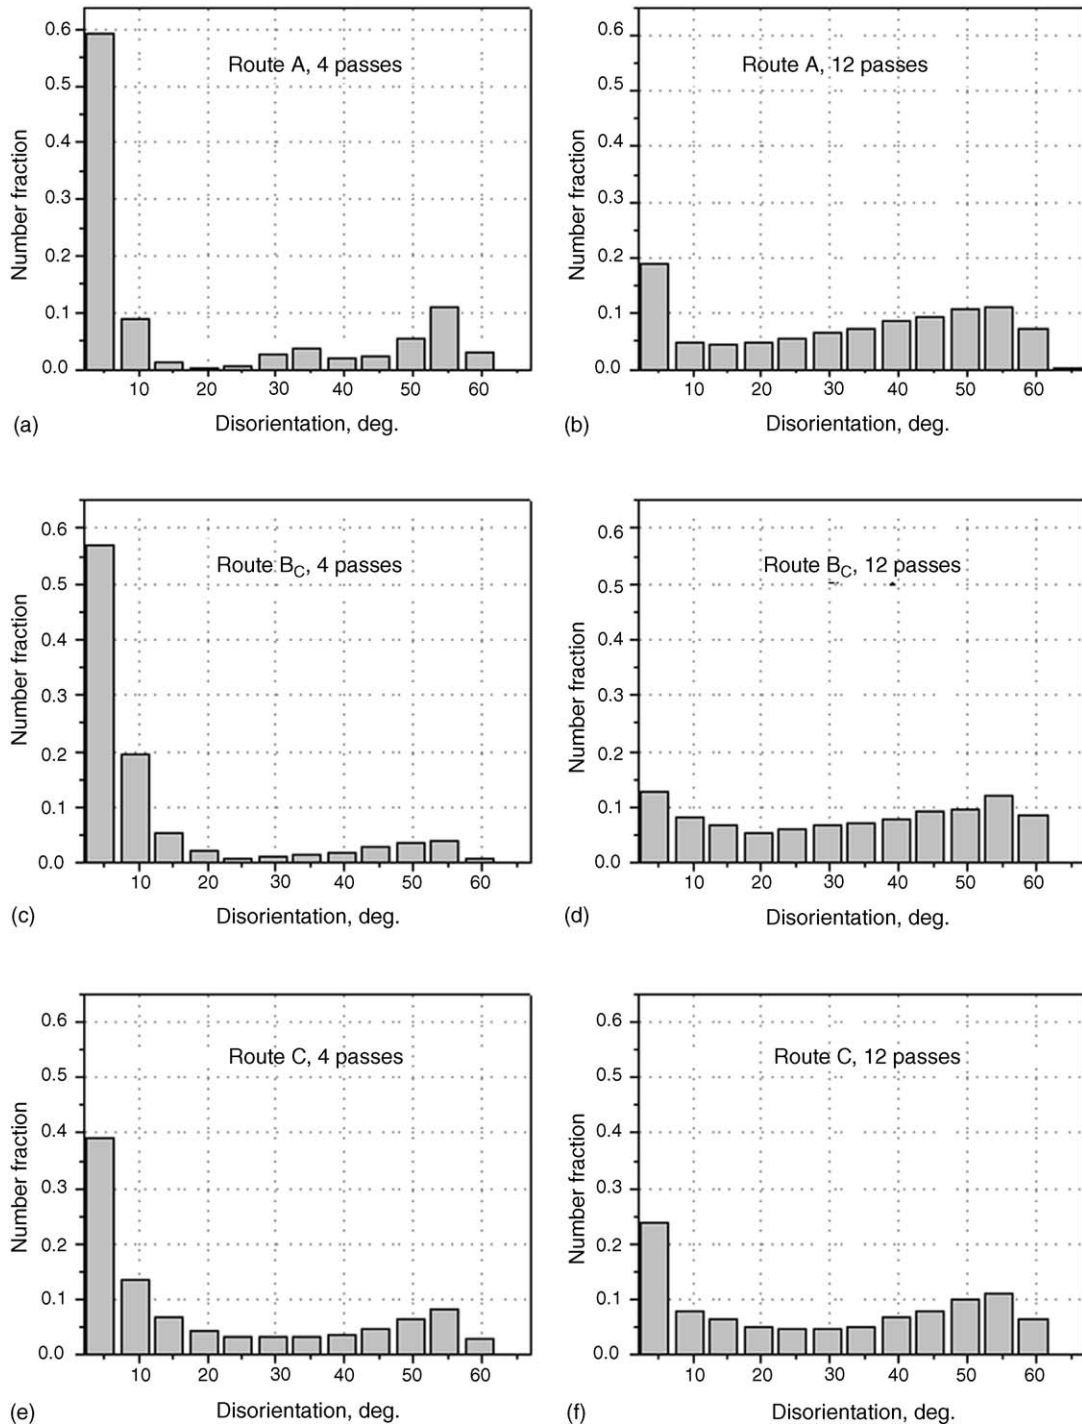 Number fraction
0.6
0.5
0.4
0.3
0.2
0.1
0.0
Route A, 4 passes
10 20 30 40 50 60
Disorientation, deg.
(a)
Number fraction
0.6
0.5
0.4
0.3
0.2
0.1
0.0
Route A, 12 passes
10 20 30 40 50 60
Disorientation, deg.
(b)
Number fraction
0.6
0.5
0.4
0.3
0.2
0.1
0.0
Route BC, 4 passes
10 20 30 40 50 60
Disorientation, deg.
(c)
Number fraction
0.6
0.5
0.4
0.3
0.2
0.1
0.0
Route BC, 12 passes
10 20 30 40 50 60
Disorientation, deg.
(d)
Number fraction
0.6
0.5
0.4
0.3
0.2
0.1
0.0
Route C, 4 passes
10 20 30 40 50 60
Disorientation, deg.
(e)
Number fraction
0.6
0.5
0.4
0.3
0.2
0.1
0.0
Route C, 12 passes
10 20 30 40 50 60
Disorientation, deg.
(f)